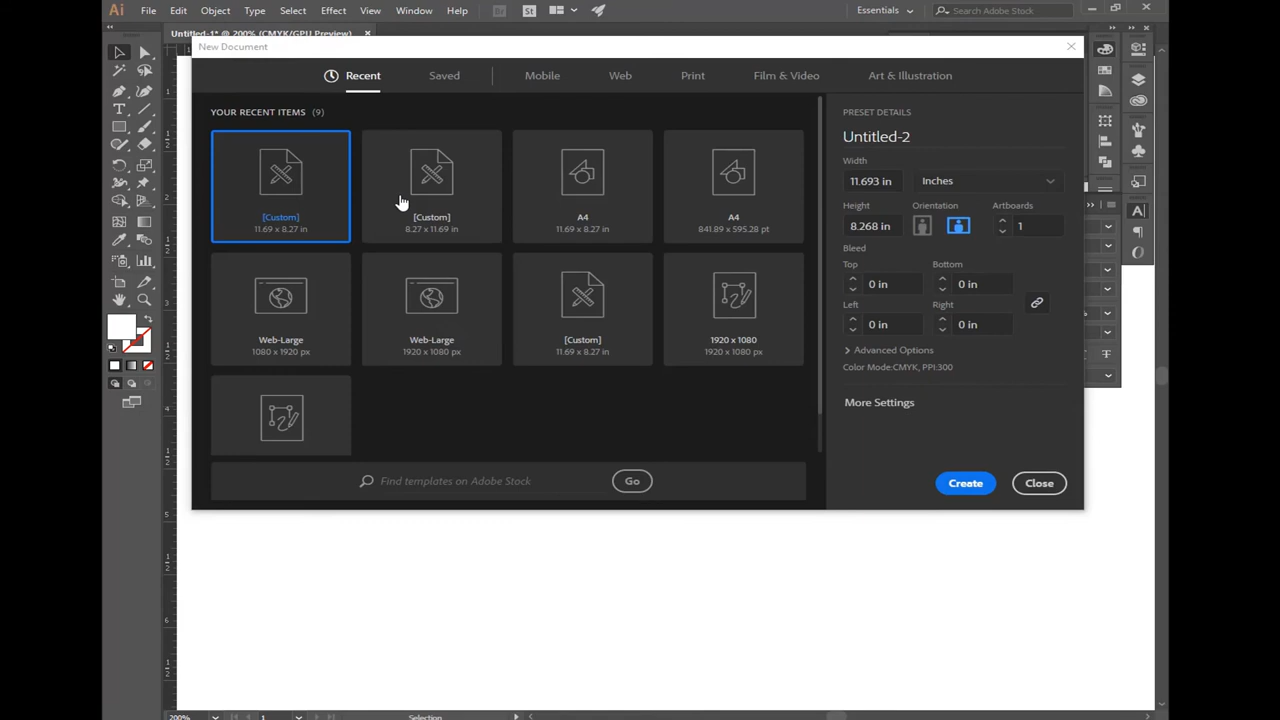 Ai File Edit Object Type Select Effect View Window Help Br St Essentials Search Adobe Stock
Untitled-1* @ 200% (CMYK/GPU Preview)
New Document
Recent Saved Mobile Web Print Film & Video Art & Illustration
YOUR RECENT ITEMS (9)
[Custom]
11.69 x 8.27 in
[Custom]
8.27 x 11.69 in
A4
11.69 x 8.27 in
A4
841.89 x 595.28 pt
Web-Large
1080 x 1920 px
Web-Large
1920 x 1080 px
[Custom]
11.69 x 8.27 in
1920 x 1080
1920 x 1080 px
Find templates on Adobe Stock Go
PRESET DETAILS
Untitled-2
Width
11.693 in Inches
Height Orientation Artboards
8.268 in 1
Bleed
Top Bottom
0 in 0 in
Left Right
0 in 0 in
Advanced Options
Color Mode:CMYK, PPI:300
More Settings
Create Close
200% 1 Selection